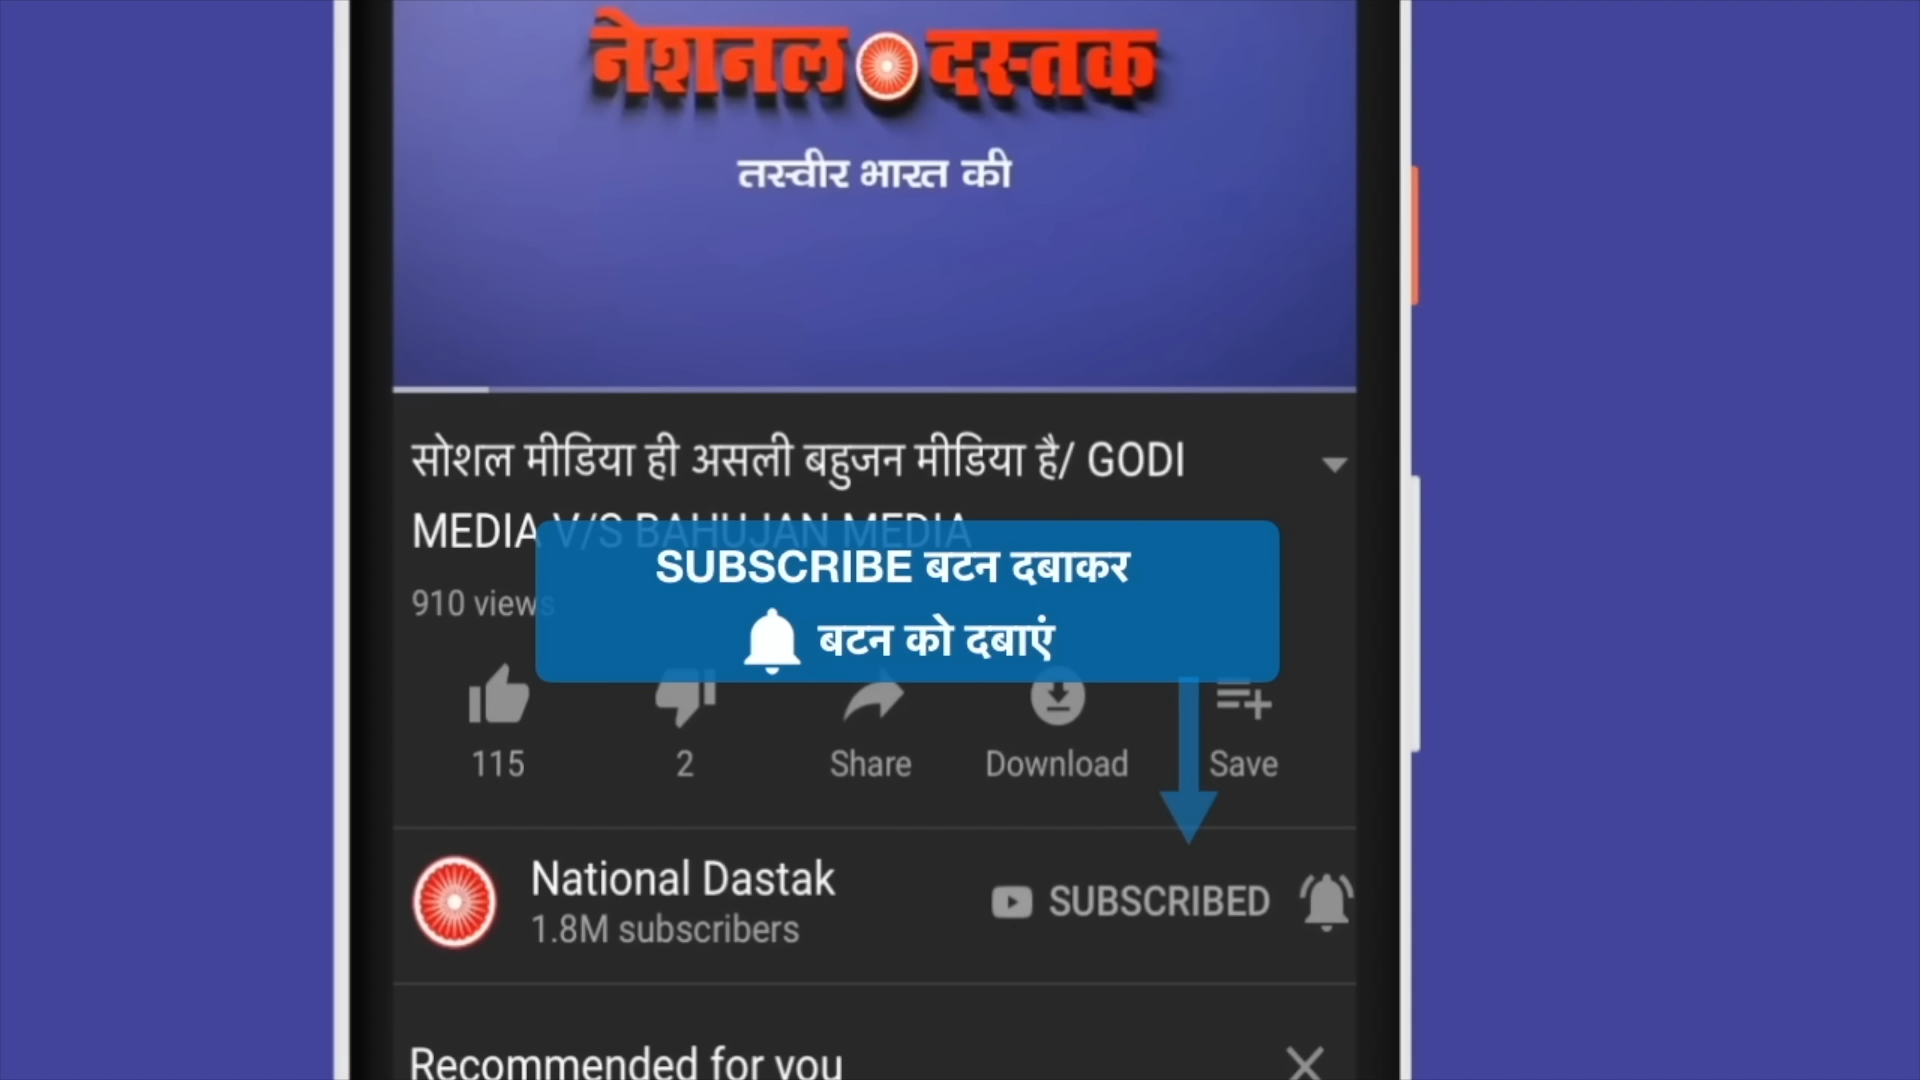 नेशनल दस्तक
तस्वीर भारत की
सोशल मीडिया ही असली बहुजन मीडिया है/ GODI
MEDIA V/S BAHUJAN MEDIA
SUBSCRIBE बटन दबाकर
बटन को दबाएं
910 views
115
2
Share
Download
Save
National Dastak
1.8M subscribers
SUBSCRIBED
Recommended for you